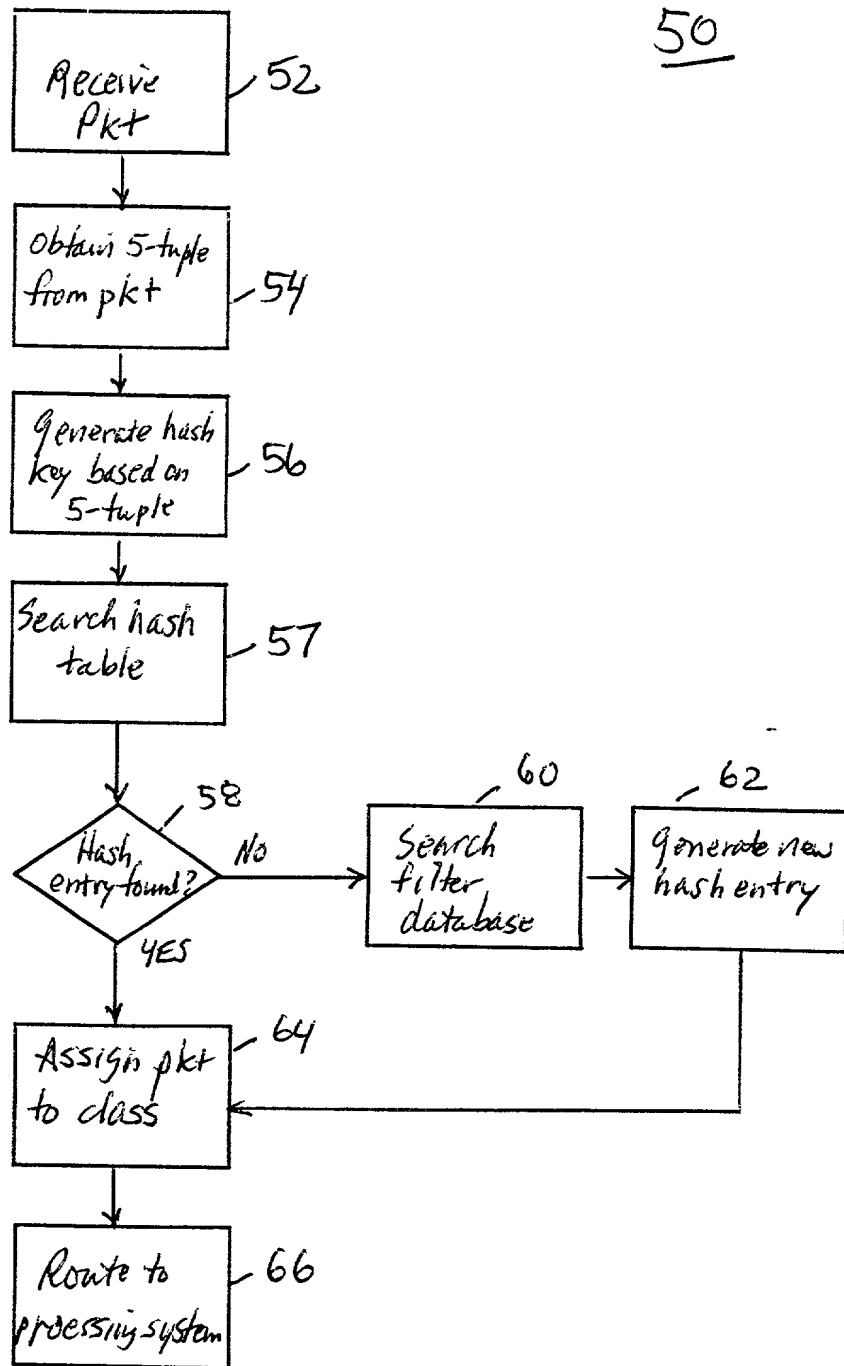 50
Receive
Pkt
52
Obtain 5-tuple
from pkt
54
Generate hash
key based on
5-tuple
56
Search hash
table
57
58
Hash
entry found?
No
YES
60
Search
filter
database
62
Generate new
hash entry
64
Assign pkt
to class
Route to
processing system
66